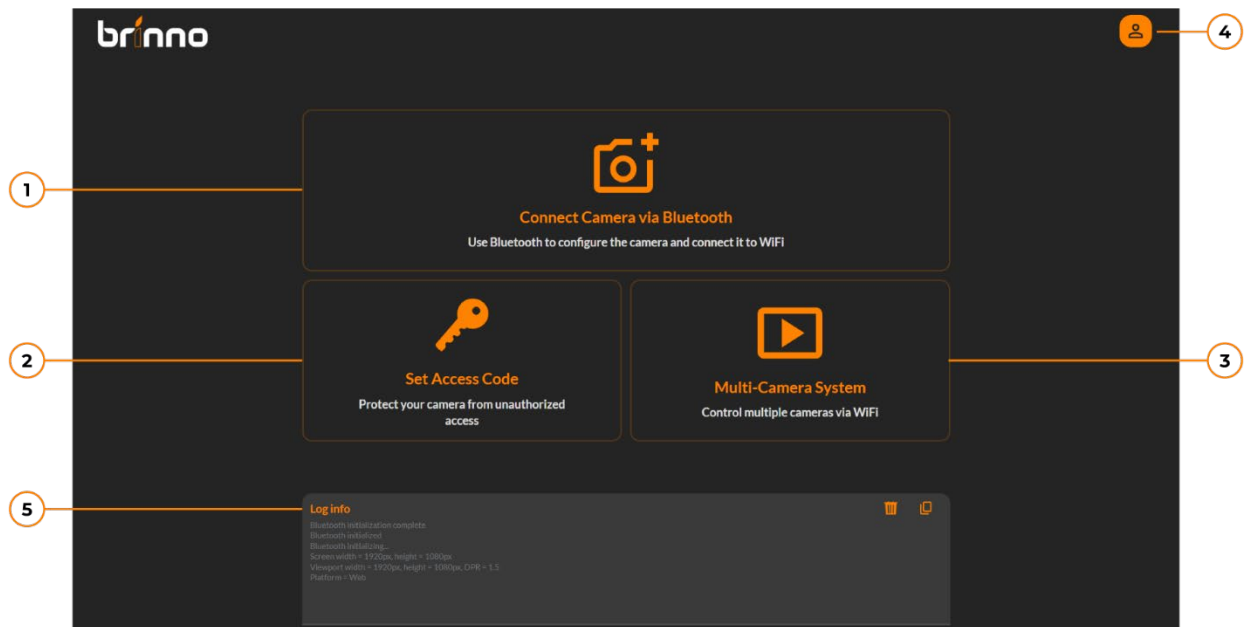 brinno
4
1
Connect Camera via Bluetooth
Use Bluetooth to configure the camera and connect it to WiFi
2
Set Access Code
Protect your camera from unauthorized
access
Multi-Camera System
Control multiple cameras via WiFi
3
5
Log info
Bluetooth initialization complete
Bluetooth initialized
Bluetooth Initializing...
Screen width = 1920px, height = 1080px
Viewport width = 1920px, height = 1080px, DPR = 1.5
Platform = Web